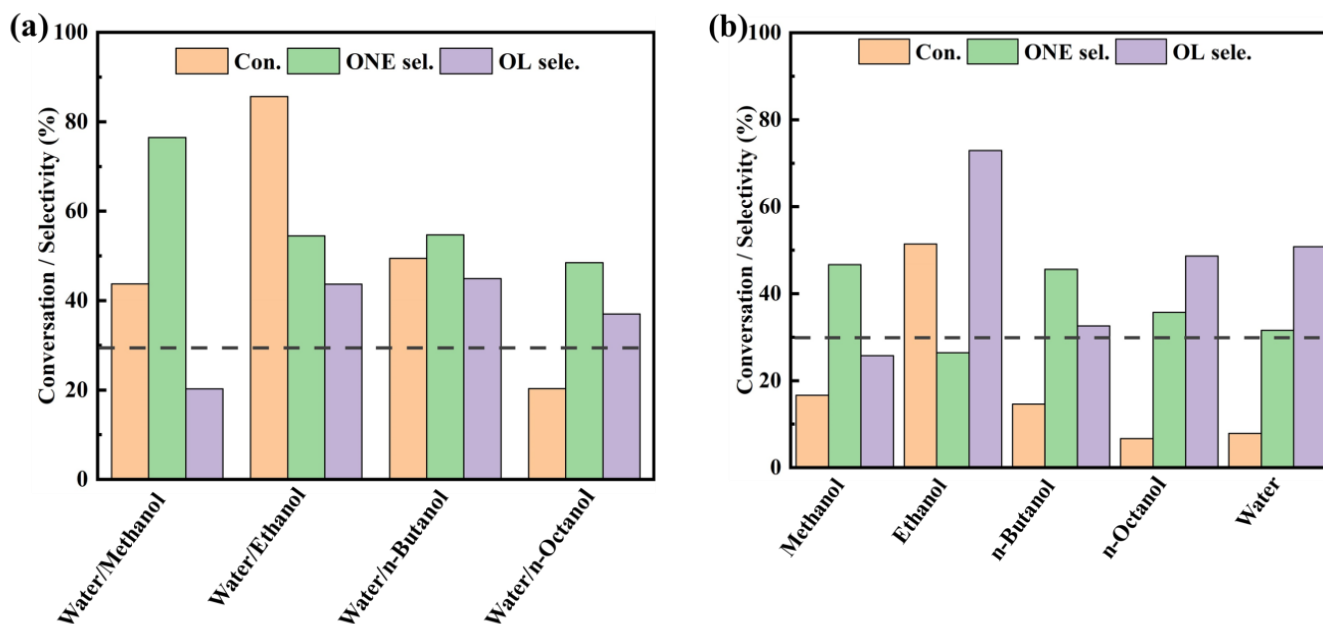 (a)
Conversation / Selectivity (%)
100
80
60
40
20
0
Con. ONE sel. OL sele.
Water/Methanol
Water/Ethanol
Water/n-Butanol
Water/n-Octanol
(b)
Conversation / Selectivity (%)
100
80
60
40
20
0
Con. ONE sel. OL sele.
Methanol
Ethanol
n-Butanol
n-Octanol
Water